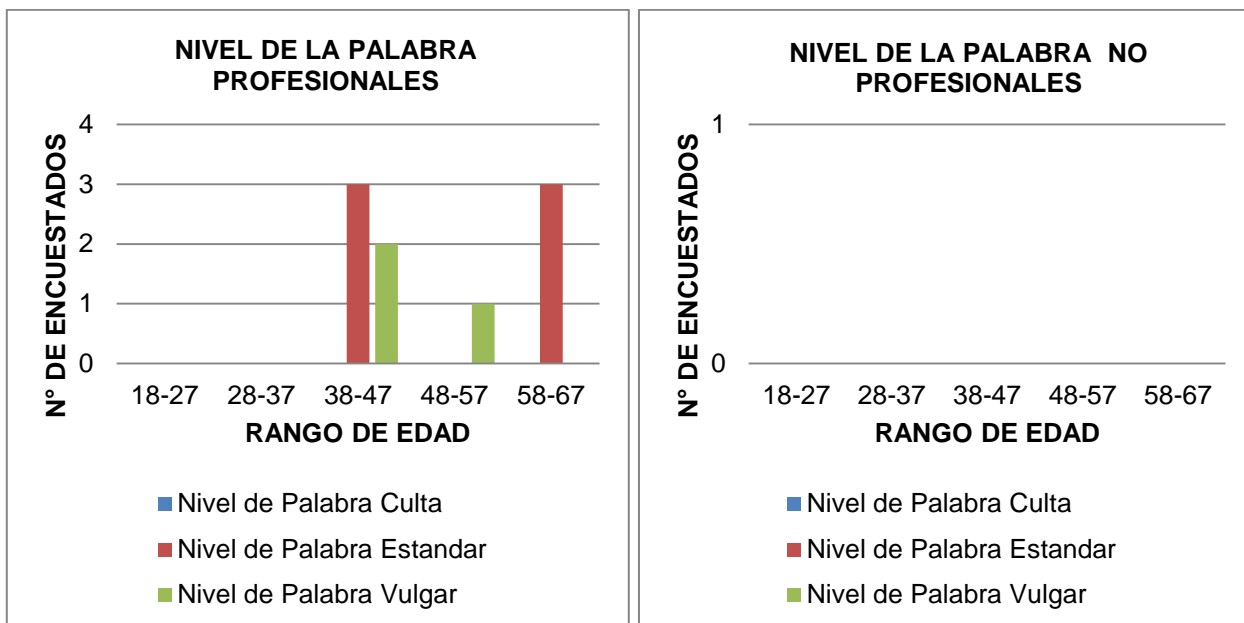 NIVEL DE LA PALABRA
PROFESIONALES
N° DE ENCUESTADOS
4
3
2
1
0
18-27 28-37 38-47 48-57 58-67
RANGO DE EDAD
Nivel de Palabra Culta
Nivel de Palabra Estandar
Nivel de Palabra Vulgar
NIVEL DE LA PALABRA NO
PROFESIONALES
N° DE ENCUESTADOS
1
0
18-27 28-37 38-47 48-57 58-67
RANGO DE EDAD
Nivel de Palabra Culta
Nivel de Palabra Estandar
Nivel de Palabra Vulgar